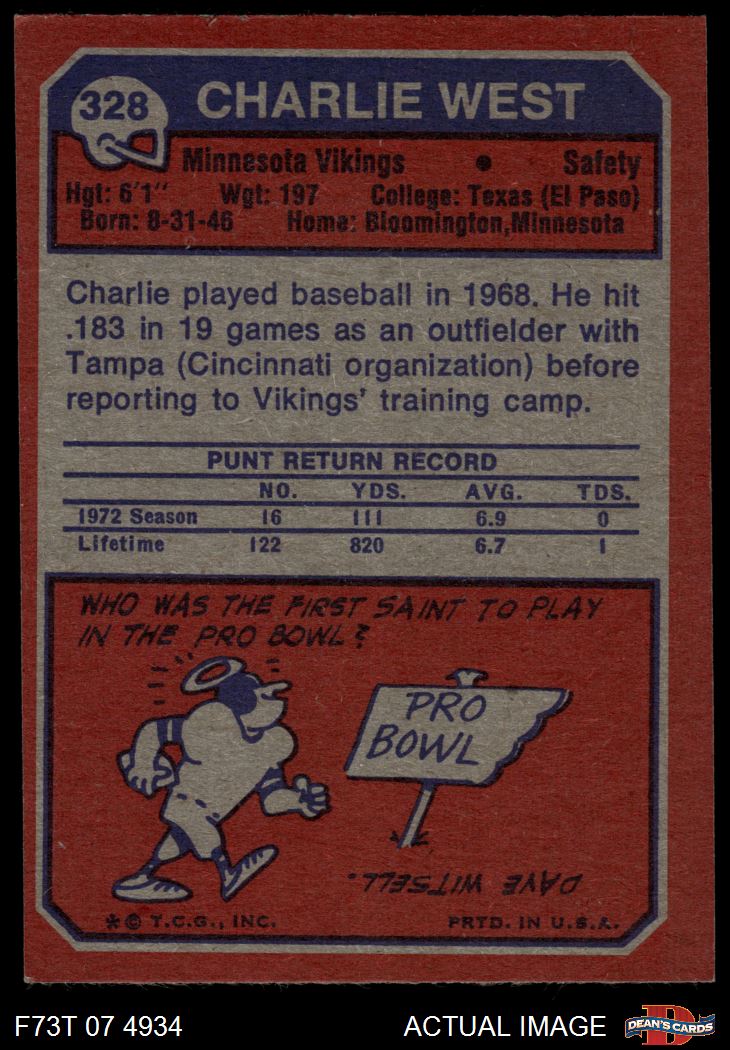 328
CHARLIE WEST
Minnesota Vikings • Safety
Hgt: 6'1" Wgt: 197 College: Texas (El Paso)
Born: 8-31-46 Home: Bloomington,Minnesota
Charlie played baseball in 1968. He hit
.183 in 19 games as an outfielder with
Tampa (Cincinnati organization) before
reporting to Vikings' training camp.
PUNT RETURN RECORD
NO. YDS. AVG. TDS.
1972 Season 16 111 6.9 0
Lifetime 122 820 6.7 1
WHO WAS THE FIRST SAINT TO PLAY
IN THE PRO BOWL?
PRO
BOWL
DAVE WITSELL.
*© T.C.G., INC. PRTD. IN U.S.A.
F73T 07 4934 ACTUAL IMAGE
D
DEAN'S CARDS